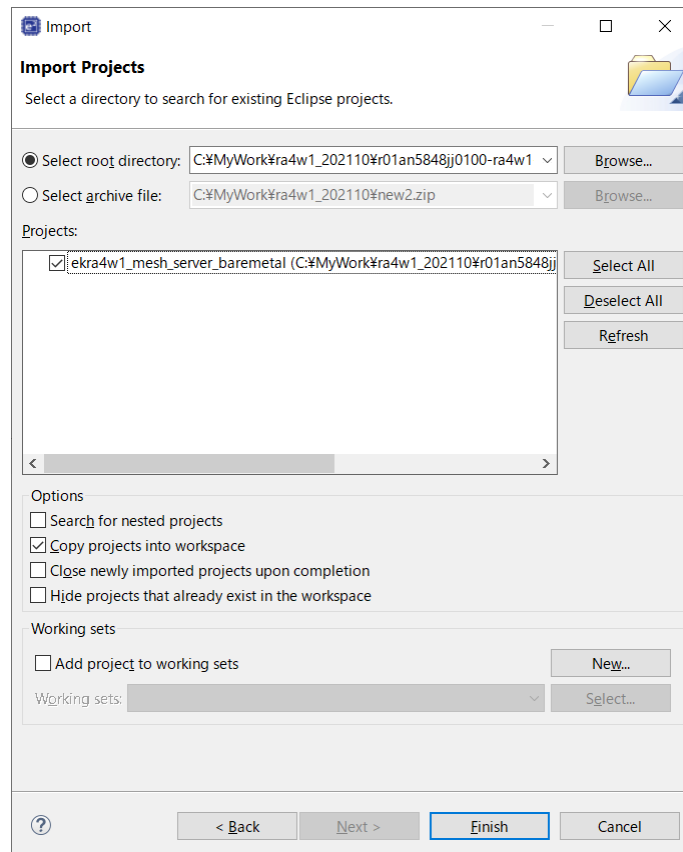 Import
Import Projects
Select a directory to search for existing Eclipse projects.
Select root directory: C:¥MyWork¥ra4w1_202110¥r01an5848jj0100-ra4w1 Browse...
Select archive file: C:¥MyWork¥ra4w1_202110¥new2.zip Browse...
Projects:
ekra4w1_mesh_server_baremetal (C:¥MyWork¥ra4w1_202110¥r01an5848jj Select All
Deselect All
Refresh
Options
Search for nested projects
Copy projects into workspace
Close newly imported projects upon completion
Hide projects that already exist in the workspace
Working sets
Add project to working sets New...
Working sets: Select...
? < Back Next > Finish Cancel